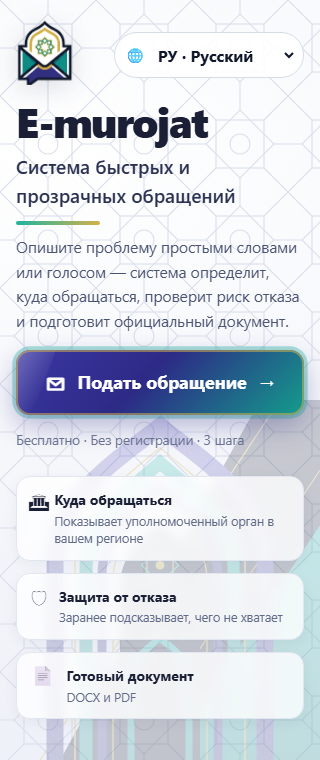 РУ · Русский
E-murojat
Система быстрых и
прозрачных обращений
Опишите проблему простыми словами
или голосом — система определит,
куда обращаться, проверит риск отказа
и подготовит официальный документ.
Подать обращение →
Бесплатно · Без регистрации · 3 шага
Куда обращаться
Показывает уполномоченный орган в
вашем регионе
Защита от отказа
Заранее подсказывает, чего не хватает
Готовый документ
DOCX и PDF